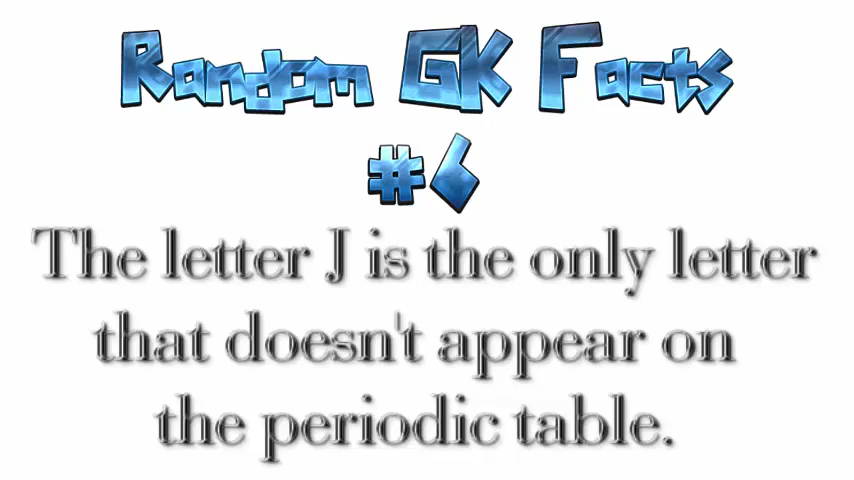 Random GK Facts
#6
The letter J is the only letter
that doesn't appear on
the periodic table.